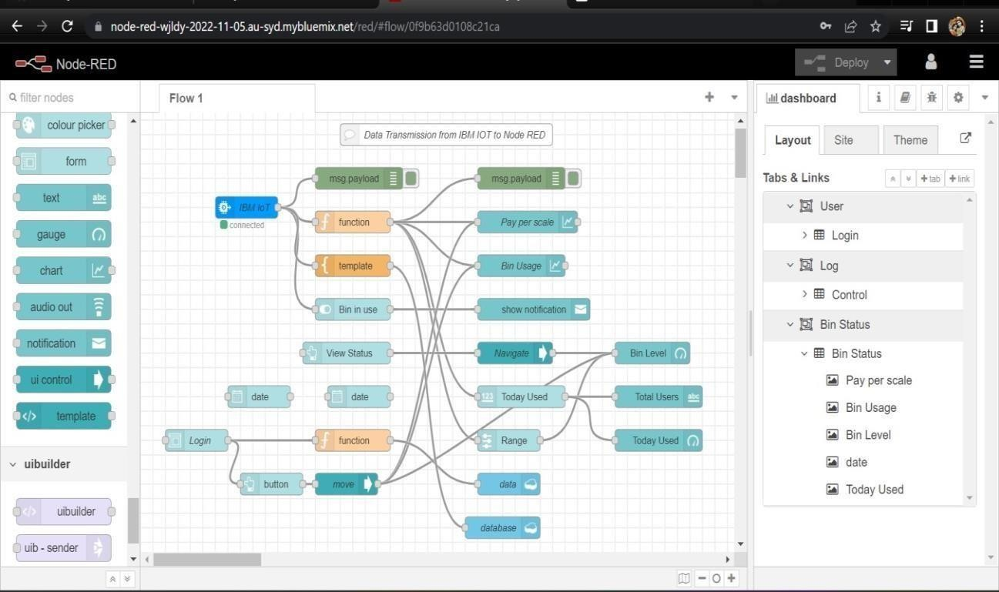 node-red-wjldy-2022-11-05.au-syd.mybluemix.net/red/#flow/0f9b63d0108c21ca
Node-RED
Deploy
filter nodes
Flow 1
dashboard
i
colour picker
form
text
abc
gauge
chart
audio out
notification
ui control
</> template
uibuilder
</> uibuilder
uib - sender
Data Transmission from IBM IOT to Node RED
msg.payload
msg.payload
IBM IoT
connected
f function
Pay per scale
{ template
Bin Usage
Bin in use
show notification
View Status
Navigate
Bin Level
date
date
123 Today Used
Total Users abc
Login
f function
Range
Today Used
button
move
data
database
Layout
Site
Theme
Tabs & Links
+ tab
+ link
User
Login
Log
Control
Bin Status
Bin Status
Pay per scale
Bin Usage
Bin Level
date
Today Used